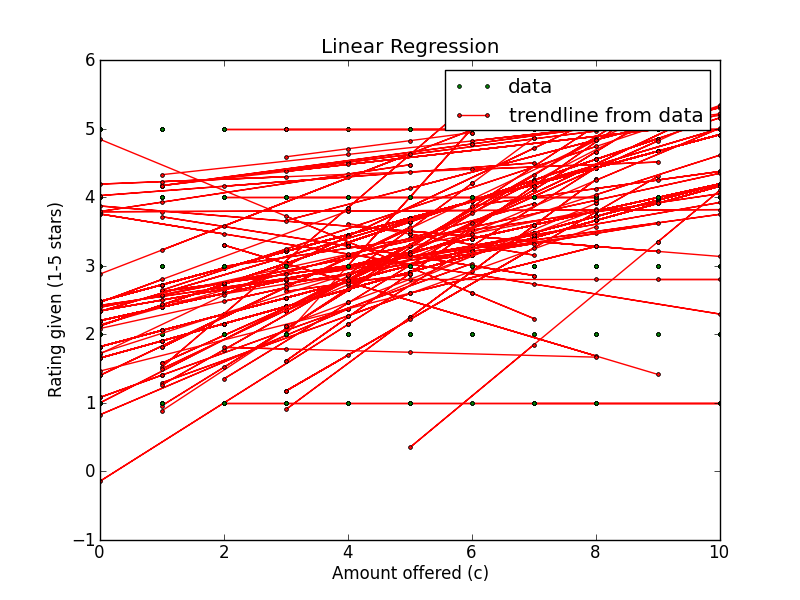 Linear Regression
data
trendline from data
6
5
4
3
2
1
0
−1
0 2 4 6 8 10
Rating given (1-5 stars)
Amount offered (c)